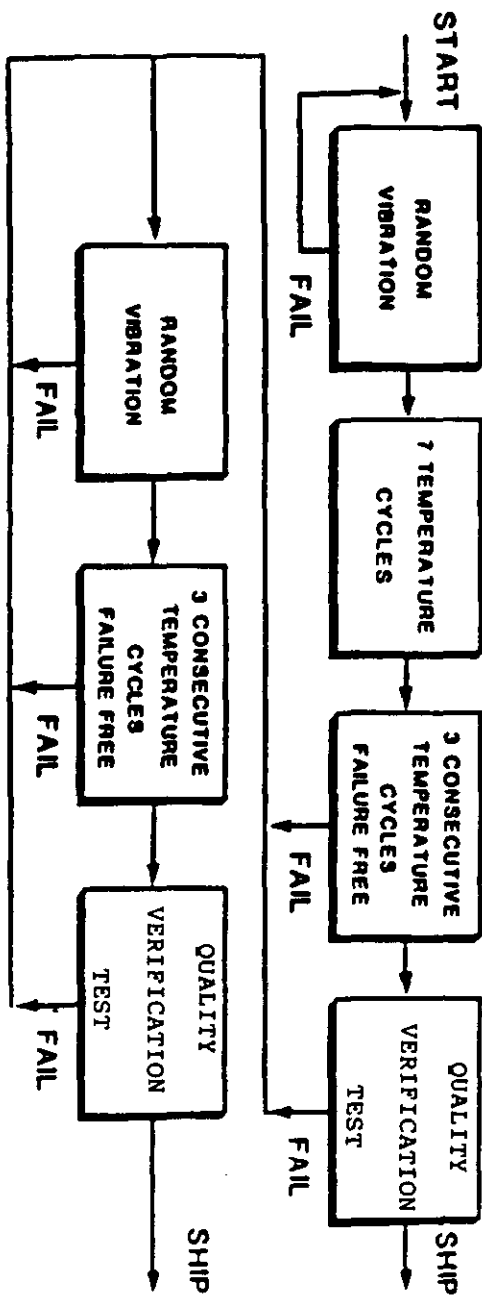 START
RANDOM
VIBRATION
FAIL
7 TEMPERATURE
CYCLES
3 CONSECUTIVE
TEMPERATURE
CYCLES
FAILURE FREE
FAIL
QUALITY
VERIFICATION
TEST
FAIL
SHIP
RANDOM
VIBRATION
FAIL
3 CONSECUTIVE
TEMPERATURE
CYCLES
FAILURE FREE
FAIL
QUALITY
VERIFICATION
TEST
FAIL
SHIP